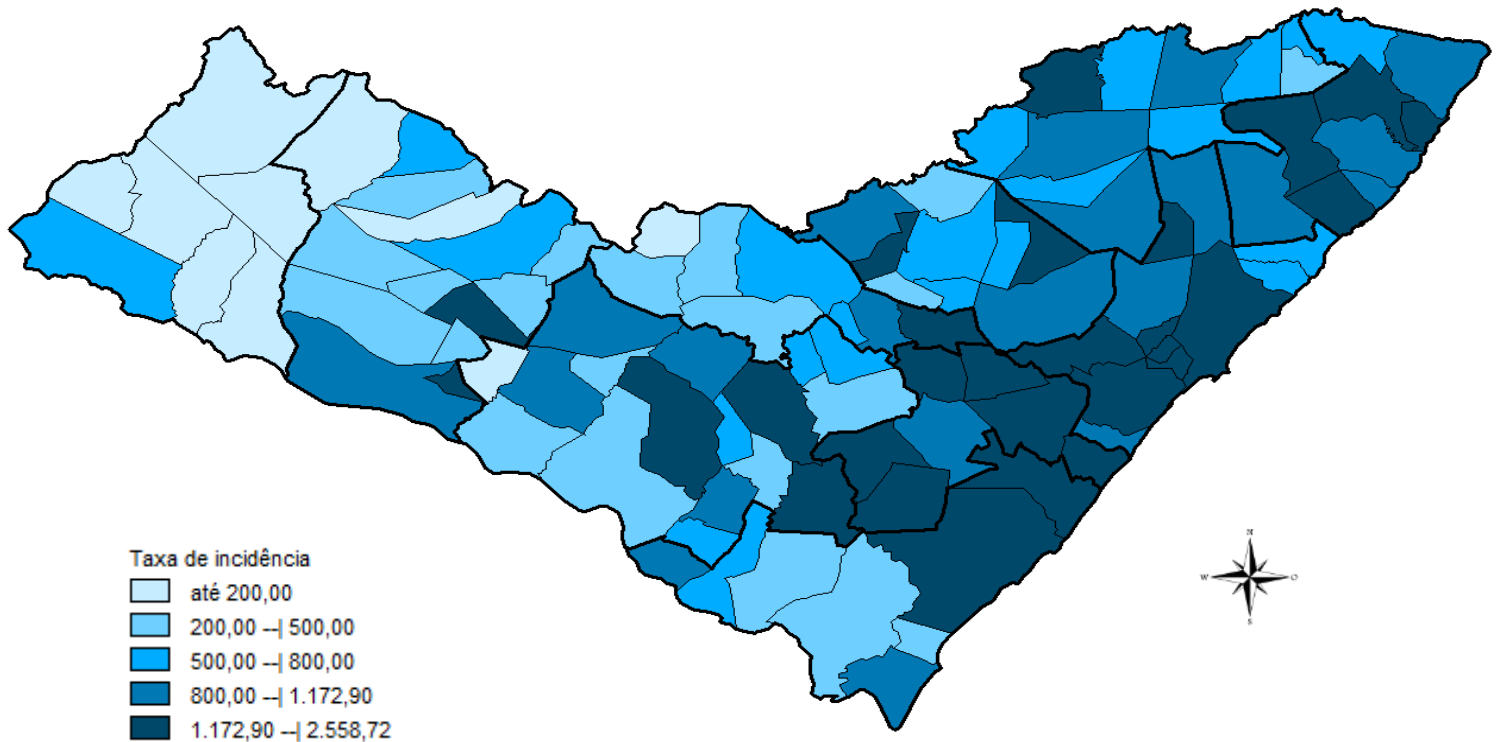 Taxa de incidência
até 200,00
200,00 --| 500,00
500,00 --| 800,00
800,00 --| 1.172,90
1.172,90 --| 2.558,72
N
W
O
S